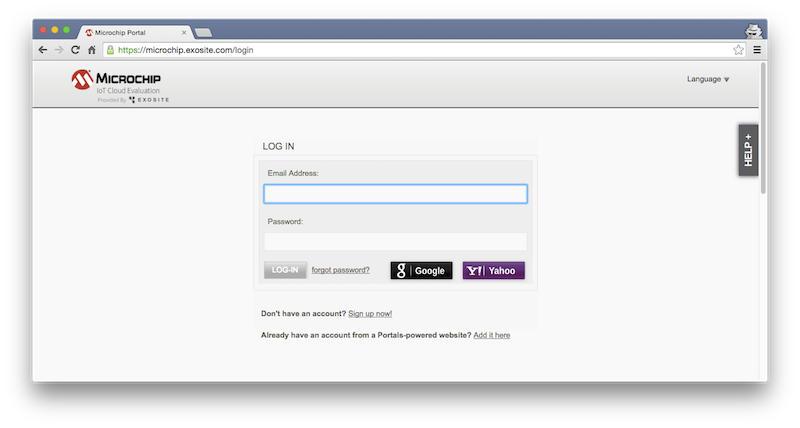 Microchip Portal
https://microchip.exosite.com/login
MICROCHIP
IoT Cloud Evaluation
Provided By EXOSITE
Language
HELP +
LOG IN
Email Address:
Password:
LOG-IN forgot password? g Google Y! Yahoo
Don't have an account? Sign up now!
Already have an account from a Portals-powered website? Add it here